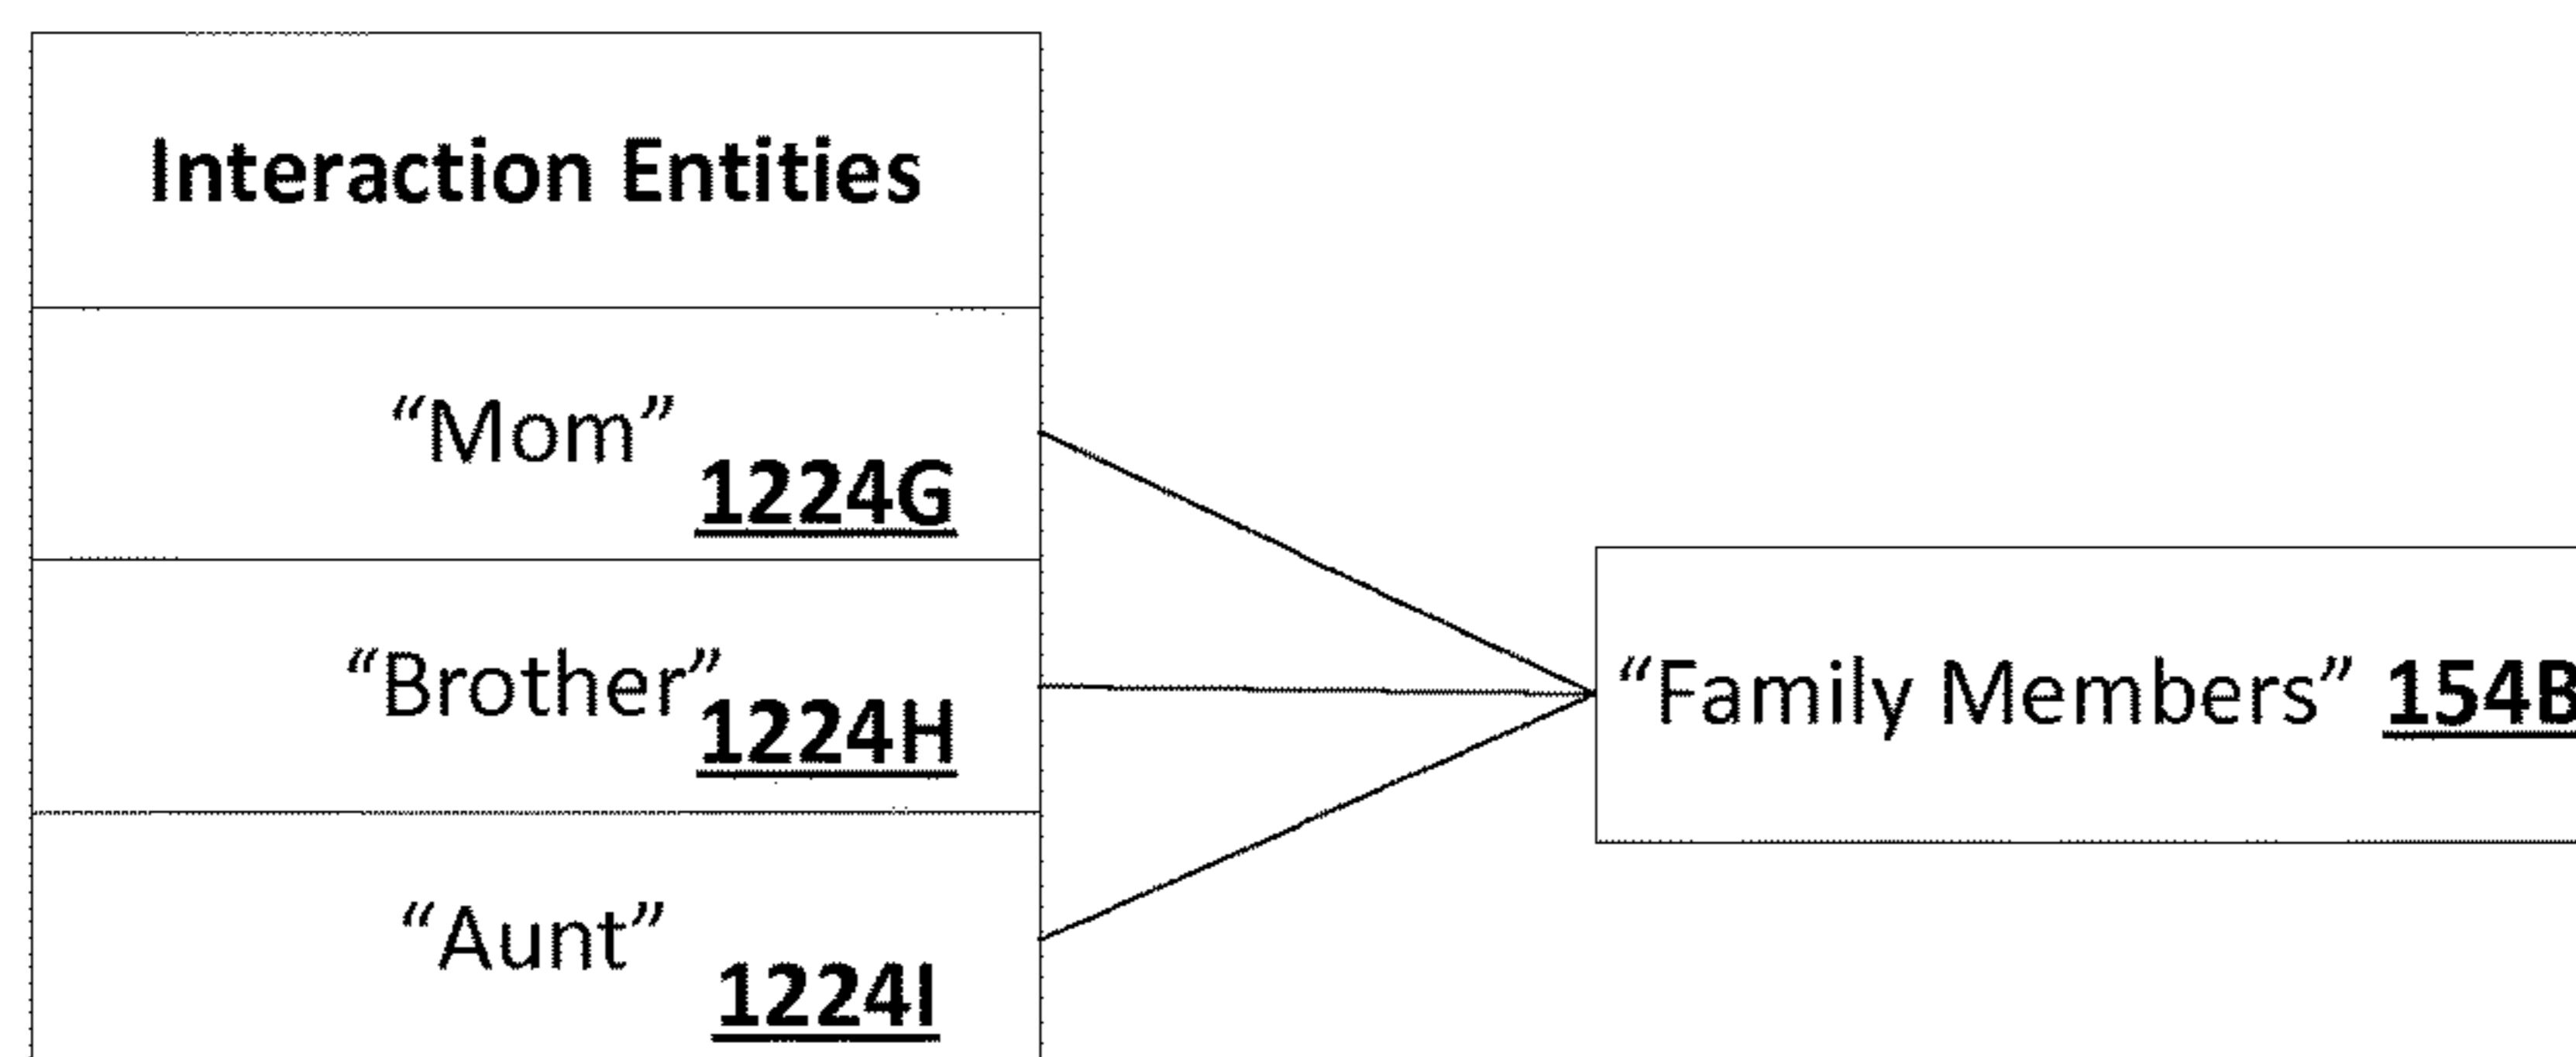 Interaction Entities
“Mom”
1224G
“Brother”
1224H
“Aunt”
1224I
“Family Members” 154B